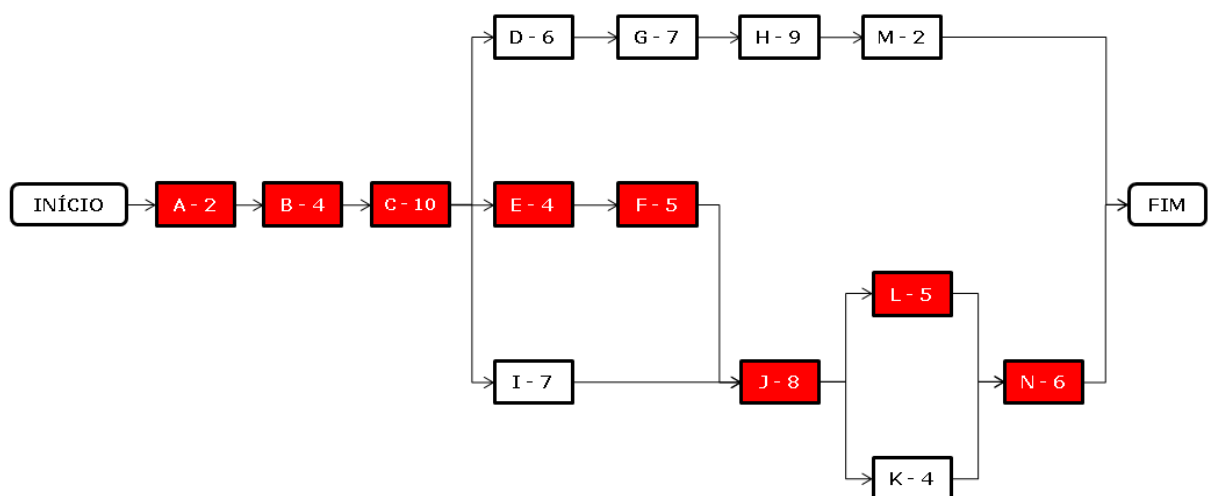 D - 6
G - 7
H - 9
M - 2
INÍCIO
A - 2
B - 4
C - 10
E - 4
F - 5
FIM
L - 5
I - 7
J - 8
N - 6
K - 4